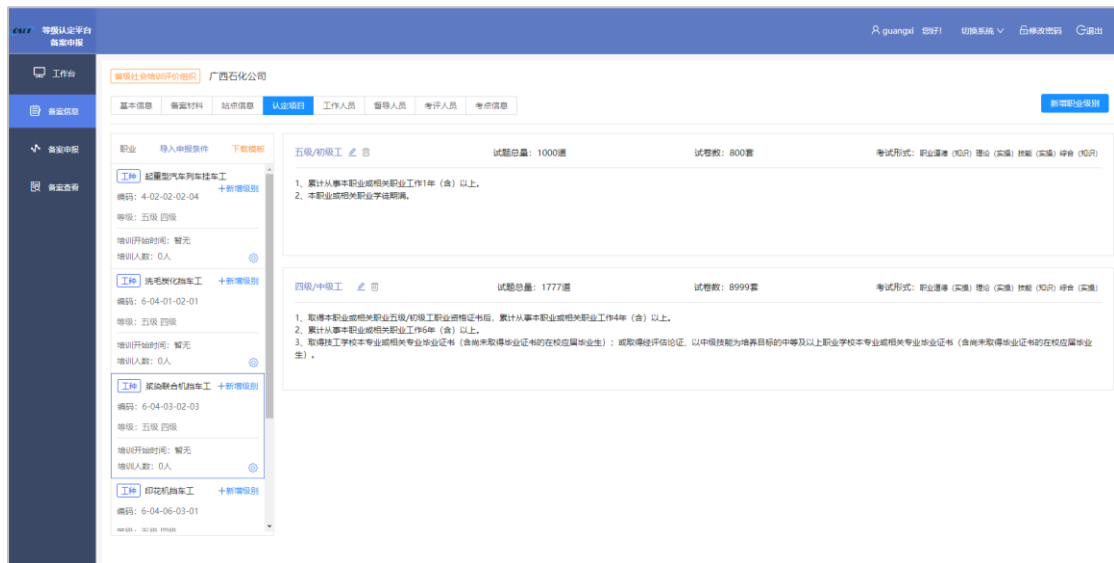 OSTA 等级认定平台
备案申报
guangxi 您好! 切换系统 修改密码 退出
工作台
备案信息
备案申报
备案查看
省级社会培训评价组织 广西石化公司
基本信息 备案材料 站点信息 认定项目 工作人员 督导人员 考评人员 考点信息
新增职业级别
职业 导入申报条件 下载模板
工种 起重型汽车列车挂车工
+新增级别
编码: 4-02-02-02-04
等级: 五级 四级
培训开始时间: 暂无
培训人数: 0人
工种 洗毛炭化挡车工 +新增级别
编码: 6-04-01-02-01
等级: 五级 四级
培训开始时间: 暂无
培训人数: 0人
工种 浆染联合机挡车工 +新增级别
编码: 6-04-03-02-03
等级: 五级 四级
培训开始时间: 暂无
培训人数: 0人
工种 印花机挡车工 +新增级别
编码: 6-04-06-03-01
等级: 五级 四级
五级/初级工 试题总量: 1000道 试卷数: 800套 考试形式: 职业道德 (知识) 理论 (实操) 技能 (实操) 综合 (知识)
1、累计从事本职业或相关职业工作1年（含）以上。
2、本职业或相关职业学徒期满。
四级/中级工 试题总量: 1777道 试卷数: 8999套 考试形式: 职业道德 (实操) 理论 (实操) 技能 (知识) 综合 (实操)
1、取得本职业或相关职业五级/初级工职业资格证书后，累计从事本职业或相关职业工作4年（含）以上。
2、累计从事本职业或相关职业工作6年（含）以上。
3、取得技工学校本专业或相关专业毕业证书（含尚未取得毕业证书的在校应届毕业生）；或取得经评估论证、以中级技能为培养目标的中等及以上职业学校本专业或相关专业毕业证书（含尚未取得毕业证书的在校应届毕业
生）。